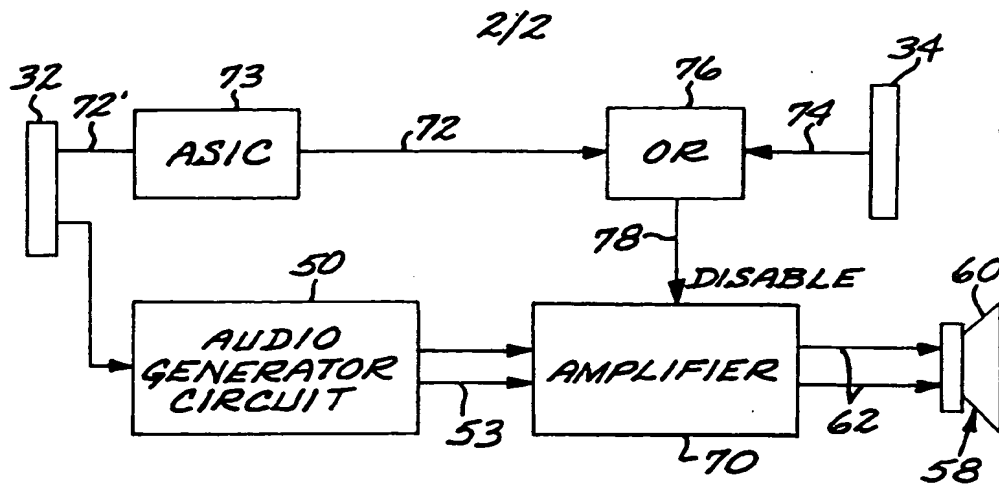 2/2
32
72'
73
ASIC
72
76
OR
74
34
78
DISABLE
50
AUDIO
GENERATOR
CIRCUIT
53
AMPLIFIER
70
62
60
58